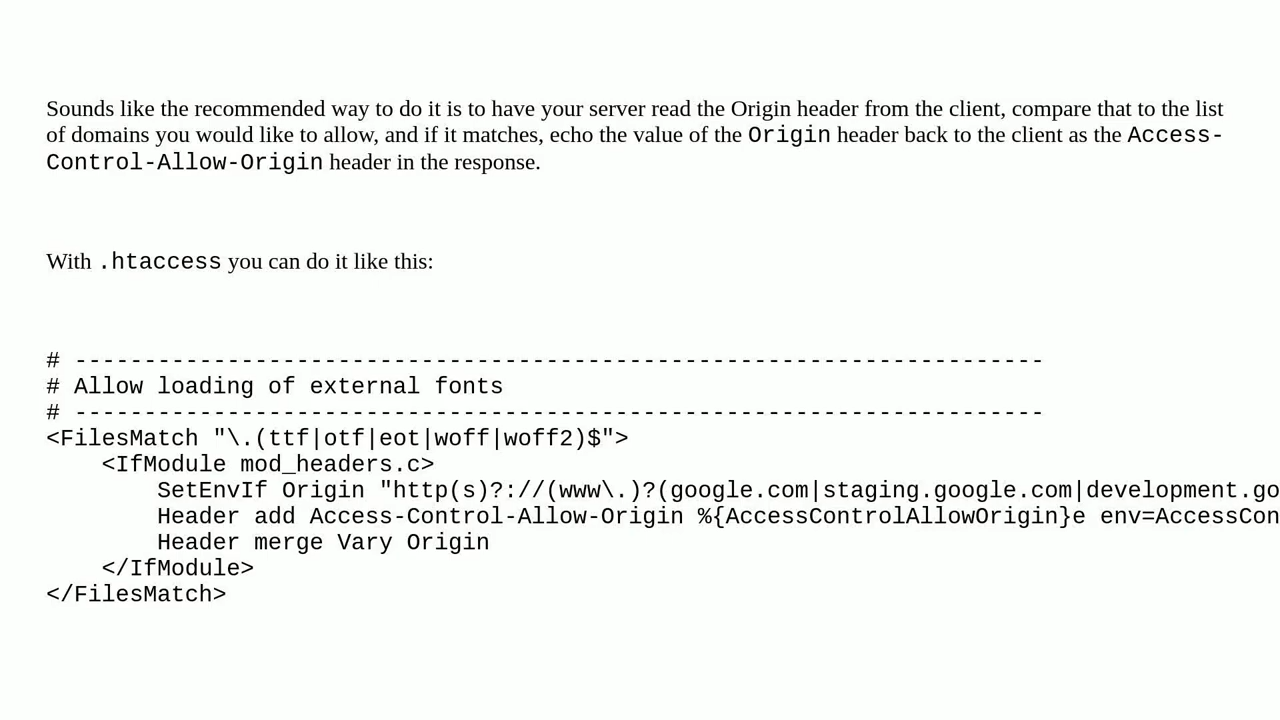 Sounds like the recommended way to do it is to have your server read the Origin header from the client, compare that to the list
of domains you would like to allow, and if it matches, echo the value of the Origin header back to the client as the Access-
Control-Allow-Origin header in the response.
With .htaccess you can do it like this:
# ----------------------------------------------------------------------
# Allow loading of external fonts
# ----------------------------------------------------------------------
<FilesMatch "\.(ttf|otf|eot|woff|woff2)$">
    <IfModule mod_headers.c>
        SetEnvIf Origin "http(s)?://(www\.)?(google.com|staging.google.com|development.go
        Header add Access-Control-Allow-Origin %{AccessControlAllowOrigin}e env=AccessCon
        Header merge Vary Origin
    </IfModule>
</FilesMatch>